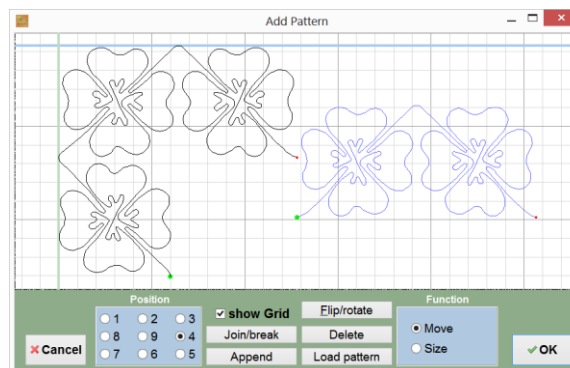 Add Pattern
Position
1 2 3
8 9 4
7 6 5
show Grid
Join/break
Append
Flip/rotate
Delete
Load pattern
Function
Move
Size
Cancel
OK